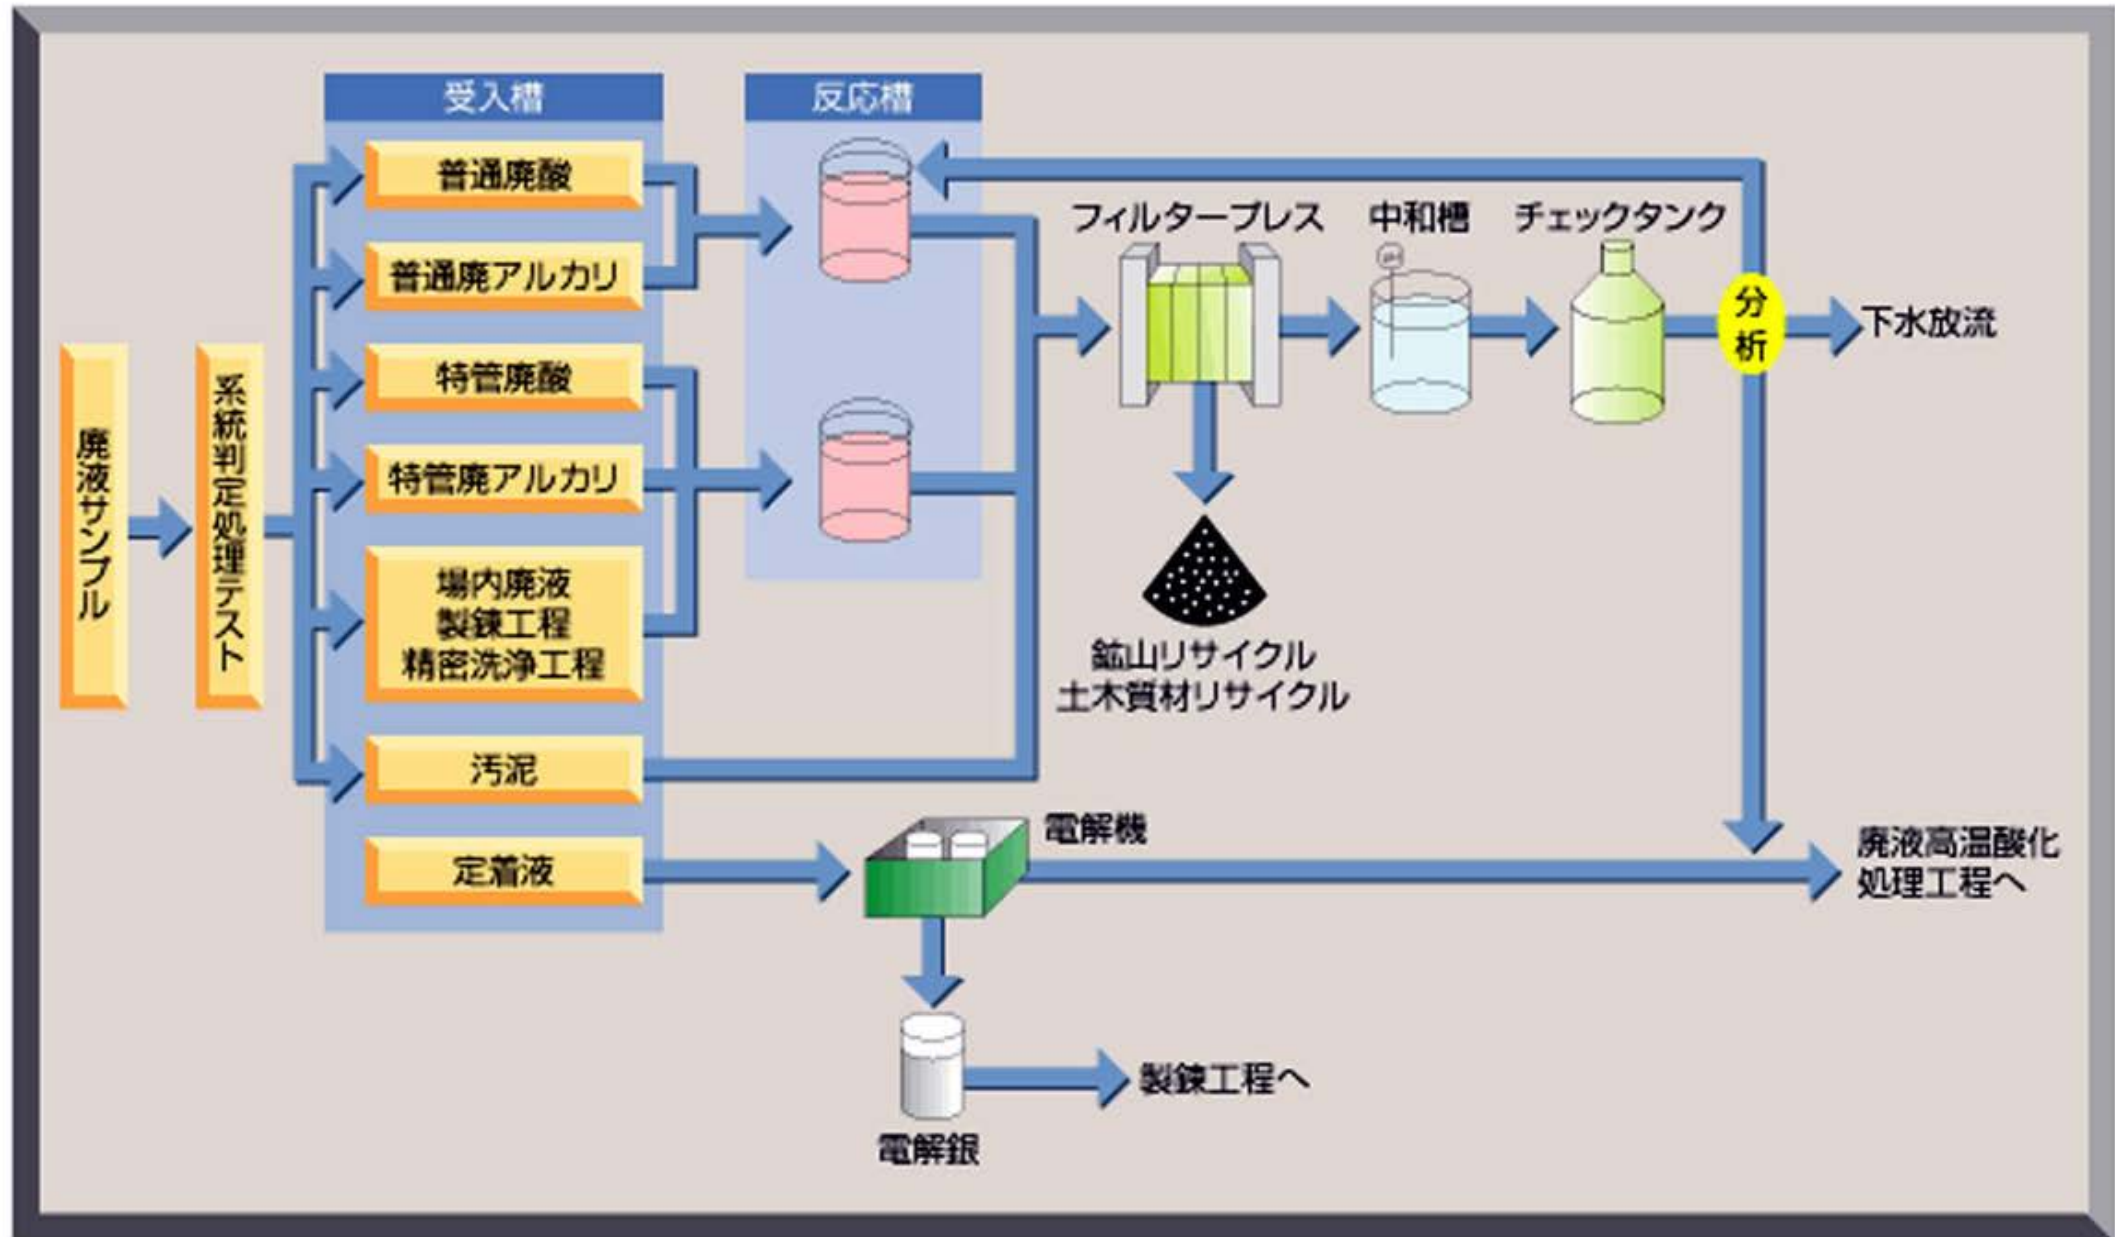 受入槽
反応槽
普通廃酸
普通廃アルカリ
特管廃酸
特管廃アルカリ
場内廃液
製錬工程
精密洗浄工程
汚泥
定着液
廃液サンプル
系統判定処理テスト
フィルタープレス
中和槽
チェックタンク
pH
分析
下水放流
鉱山リサイクル
土木質材リサイクル
電解機
廃液高温酸化
処理工程へ
製錬工程へ
電解銀